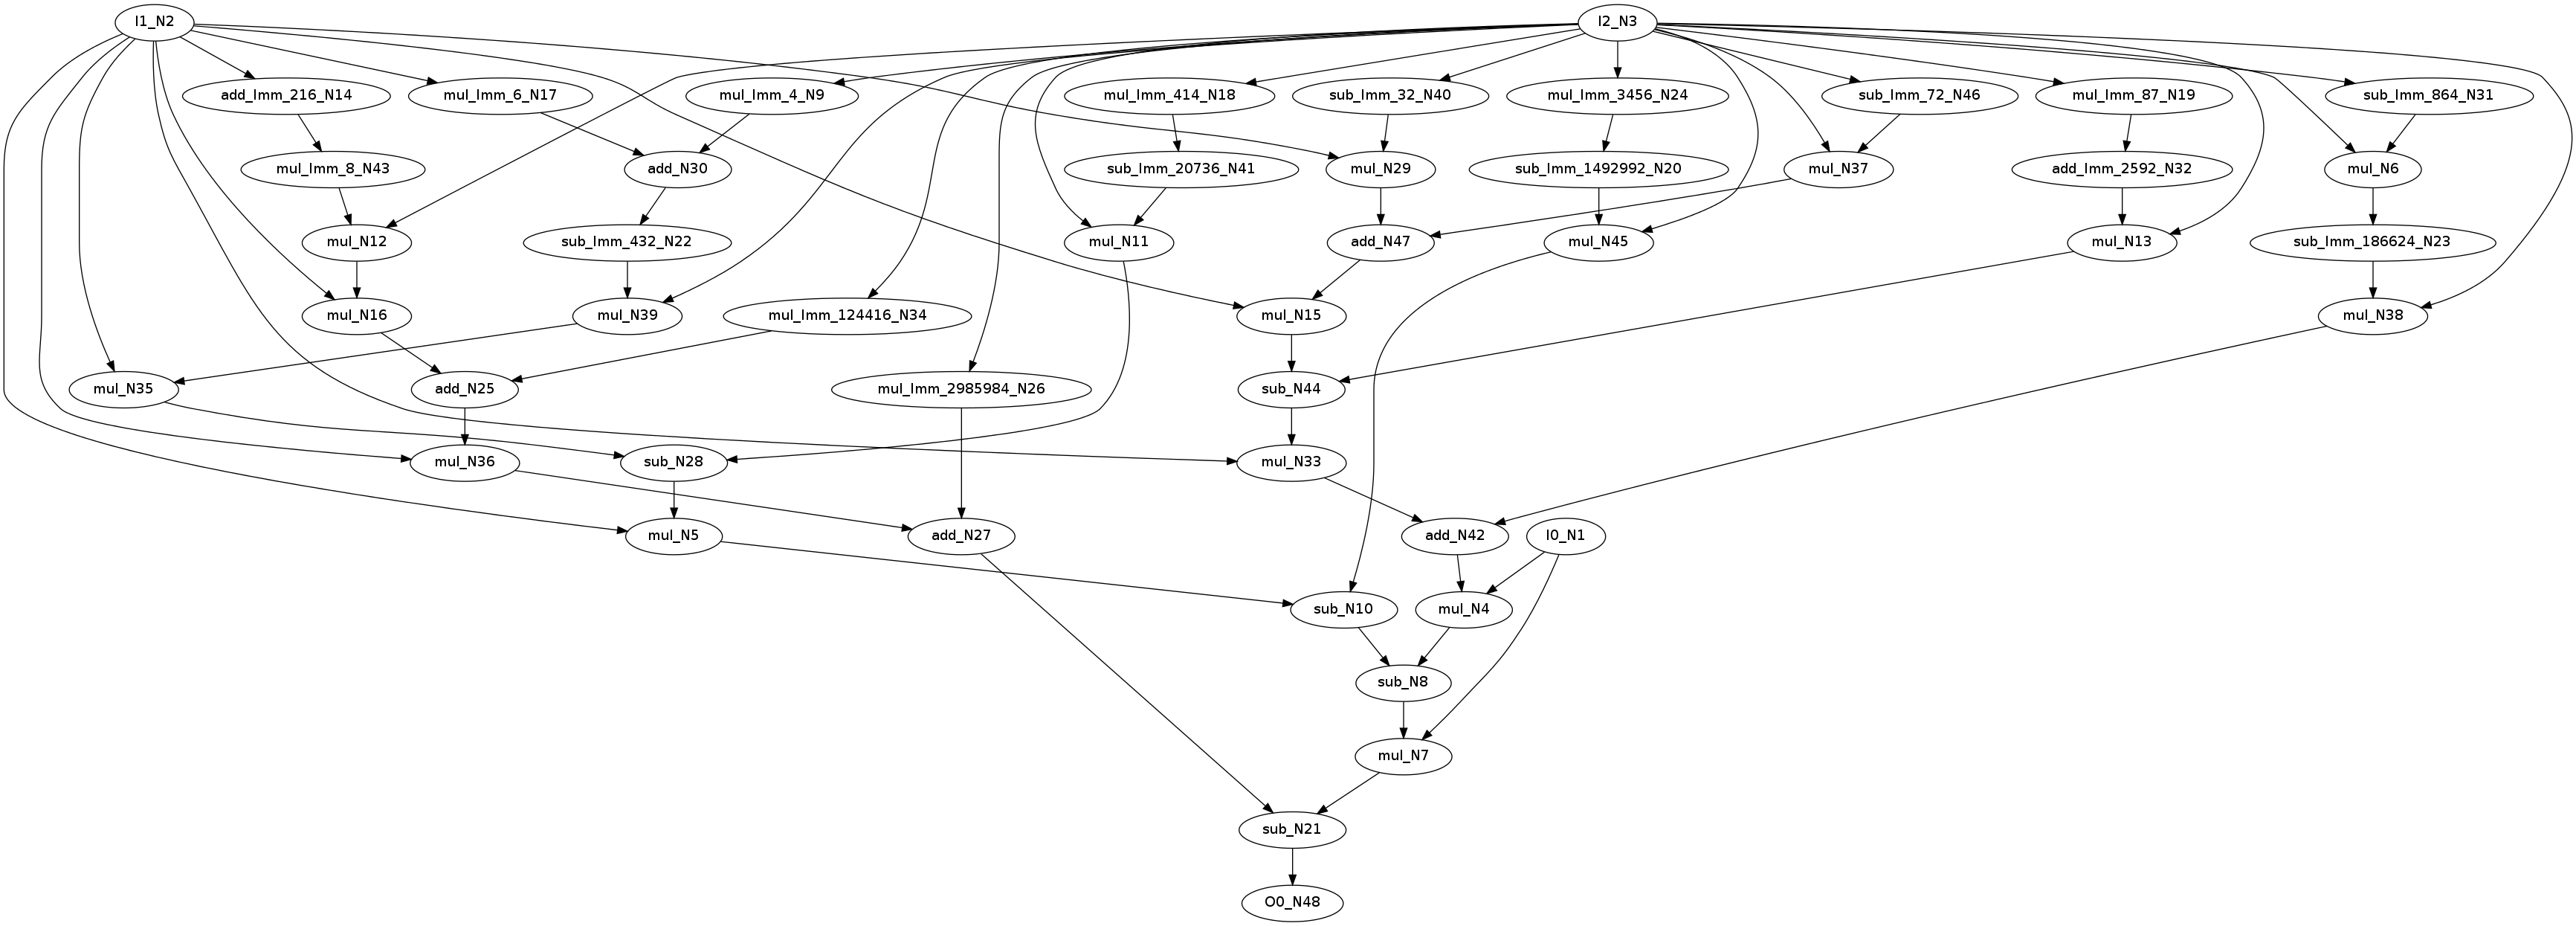 I1_N2
I2_N3
add_Imm_216_N14
mul_Imm_6_N17
mul_Imm_4_N9
mul_Imm_414_N18
sub_Imm_32_N40
mul_Imm_3456_N24
sub_Imm_72_N46
mul_Imm_87_N19
sub_Imm_864_N31
mul_Imm_8_N43
add_N30
sub_Imm_20736_N41
mul_N29
sub_Imm_1492992_N20
mul_N37
add_Imm_2592_N32
mul_N6
mul_N12
sub_Imm_432_N22
mul_N11
add_N47
mul_N45
mul_N13
sub_Imm_186624_N23
mul_N16
mul_N39
mul_Imm_124416_N34
mul_N15
mul_N38
mul_N35
add_N25
mul_Imm_2985984_N26
sub_N44
mul_N36
sub_N28
mul_N33
mul_N5
add_N27
add_N42
I0_N1
sub_N10
mul_N4
sub_N8
mul_N7
sub_N21
O0_N48